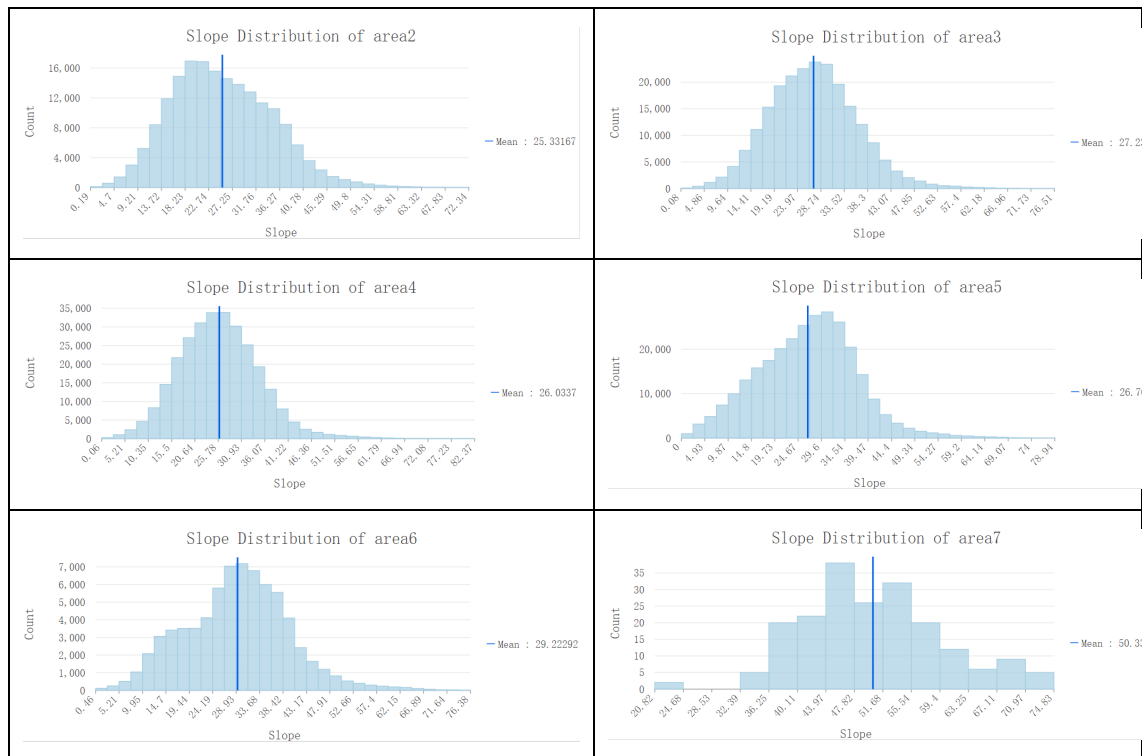 Slope Distribution of area2
16,000
12,000
8,000
4,000
0
Count
0.19 4.7 9.21 13.72 18.23 22.74 27.25 31.76 36.27 40.78 45.29 49.8 54.31 58.81 63.32 67.83 72.34
Slope
Mean : 25.33167
Slope Distribution of area3
20,000
15,000
10,000
5,000
0
Count
0.08 4.86 9.64 14.41 19.19 23.97 28.74 33.52 38.3 43.07 47.85 52.63 57.4 62.18 66.96 71.73 76.51
Slope
Mean : 27.23
Slope Distribution of area4
35,000
30,000
25,000
20,000
15,000
10,000
5,000
0
Count
0.06 5.21 10.35 15.5 20.64 25.78 30.93 36.07 41.22 46.36 51.51 56.65 61.79 66.94 72.08 77.23 82.37
Slope
Mean : 26.0337
Slope Distribution of area5
20,000
10,000
0
Count
0 4.93 9.87 14.8 19.73 24.67 29.6 34.54 39.47 44.4 49.34 54.27 59.2 64.14 69.07 74 78.94
Slope
Mean : 26.7
Slope Distribution of area6
7,000
6,000
5,000
4,000
3,000
2,000
1,000
0
Count
0.46 5.21 9.95 14.7 19.44 24.19 28.93 33.68 38.42 43.17 47.91 52.66 57.4 62.15 66.89 71.64 76.38
Slope
Mean : 29.22292
Slope Distribution of area7
35
30
25
20
15
10
5
0
Count
20.82 24.68 28.53 32.39 36.25 40.11 43.97 47.82 51.68 55.54 59.4 63.25 67.11 70.97 74.83
Slope
Mean : 50.33